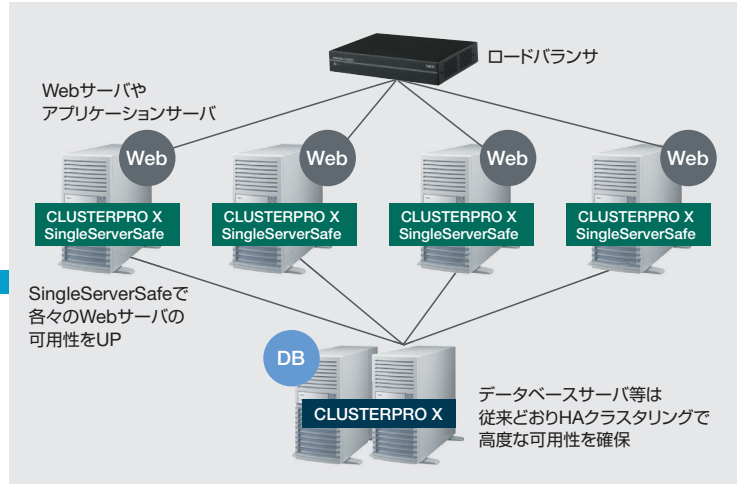 ロードバランサ
Webサーバや
アプリケーションサーバ
Web
Web
Web
Web
CLUSTERPRO X
SingleServerSafe
CLUSTERPRO X
SingleServerSafe
CLUSTERPRO X
SingleServerSafe
CLUSTERPRO X
SingleServerSafe
SingleServerSafeで
各々のWebサーバの
可用性をUP
DB
CLUSTERPRO X
データベースサーバ等は
従来どおりHAクラスタリングで
高度な可用性を確保